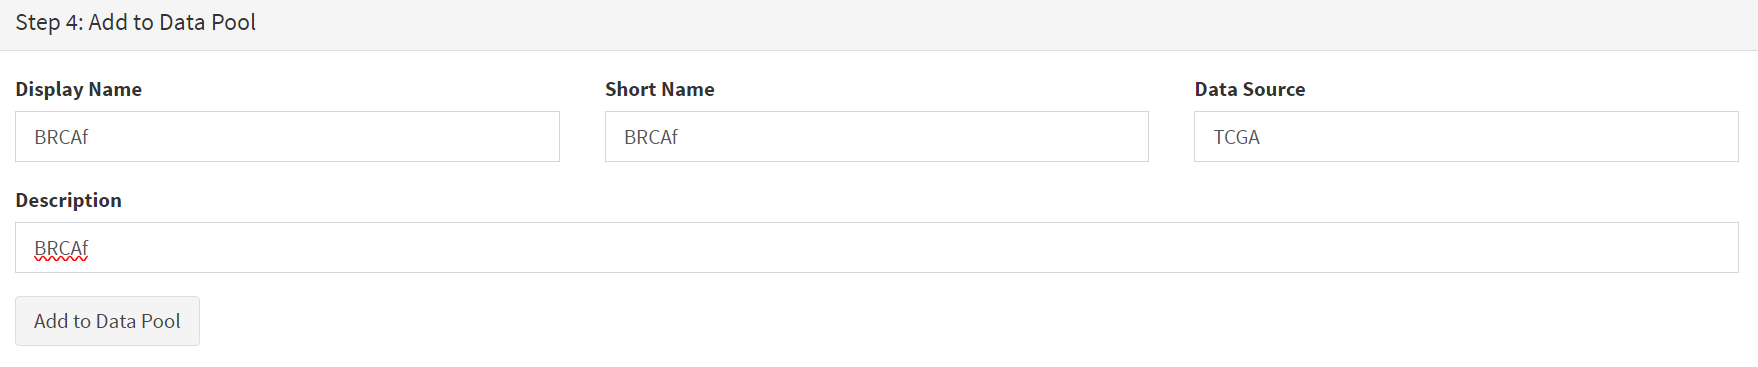 Step 4: Add to Data Pool
Display Name
Short Name
Data Source
BRCAf
BRCAf
TCGA
Description
BRCAf
Add to Data Pool